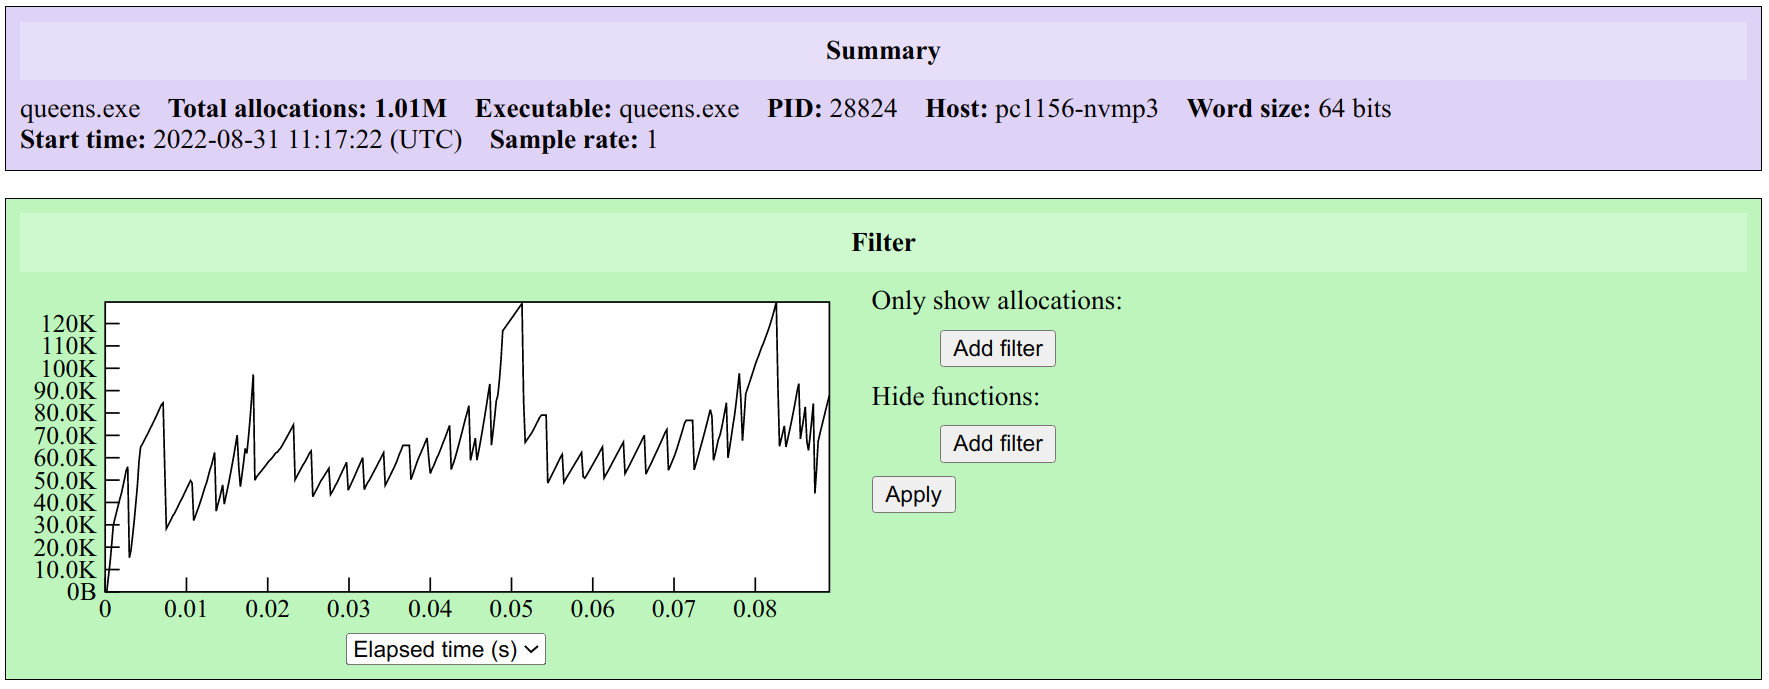 Summary
queens.exe Total allocations: 1.01M Executable: queens.exe PID: 28824 Host: pc1156-nvmp3 Word size: 64 bits
Start time: 2022-08-31 11:17:22 (UTC) Sample rate: 1
Filter
120K
110K
100K
90.0K
80.0K
70.0K
60.0K
50.0K
40.0K
30.0K
20.0K
10.0K
0B
0 0.01 0.02 0.03 0.04 0.05 0.06 0.07 0.08
Elapsed time (s)
Only show allocations:
Add filter
Hide functions:
Add filter
Apply